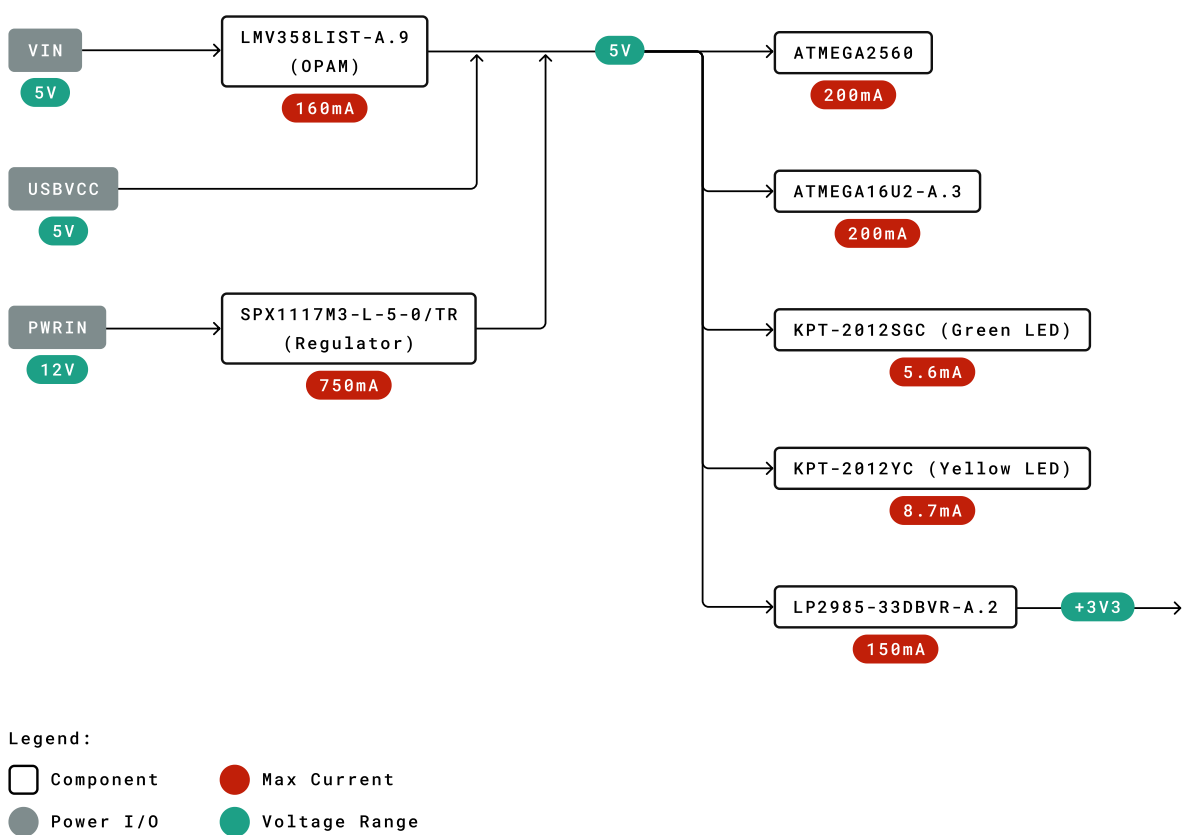 VIN
5V
LMV358LIST-A.9
(OPAM)
160mA
5V
ATMEGA2560
200mA
USBVCC
5V
ATMEGA16U2-A.3
200mA
PWRIN
12V
SPX1117M3-L-5-0/TR
(Regulator)
750mA
KPT-2012SGC (Green LED)
5.6mA
KPT-2012YC (Yellow LED)
8.7mA
LP2985-33DBVR-A.2
150mA
+3V3
Legend:
Component
Max Current
Power I/O
Voltage Range